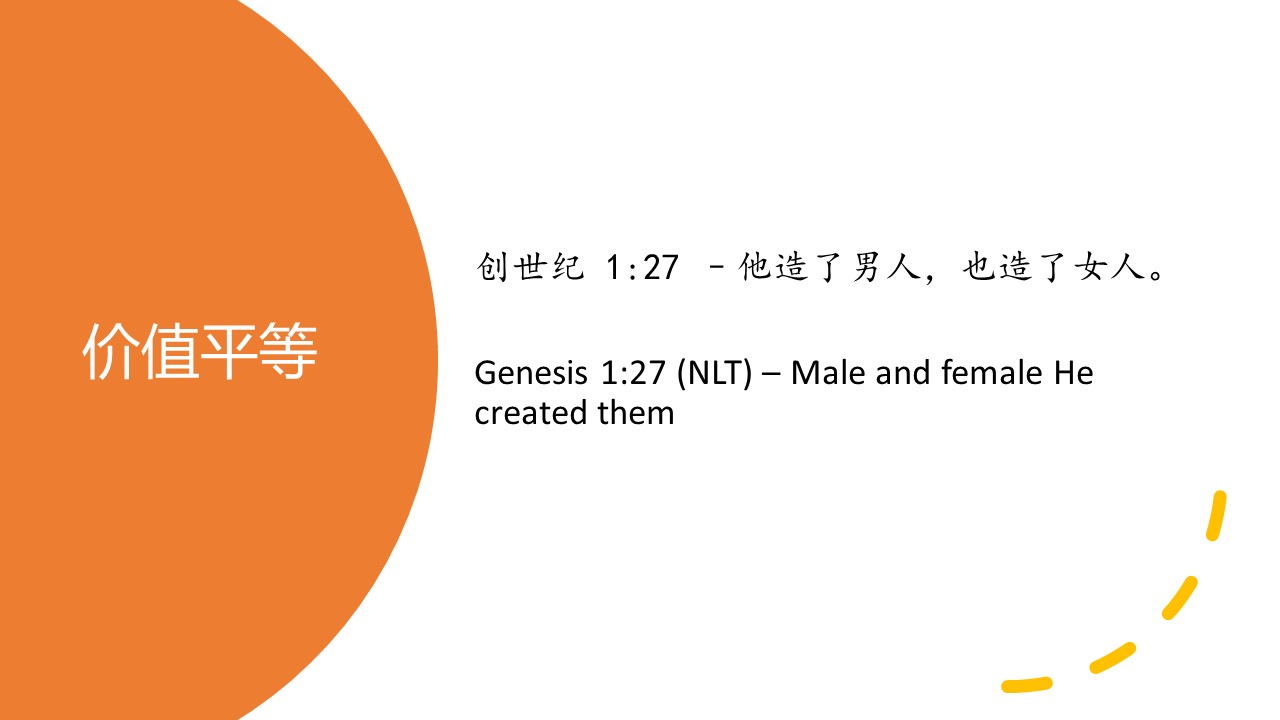 价值平等
创世纪 1:27 –他造了男人，也造了女人。
Genesis 1:27 (NLT) – Male and female He
created them